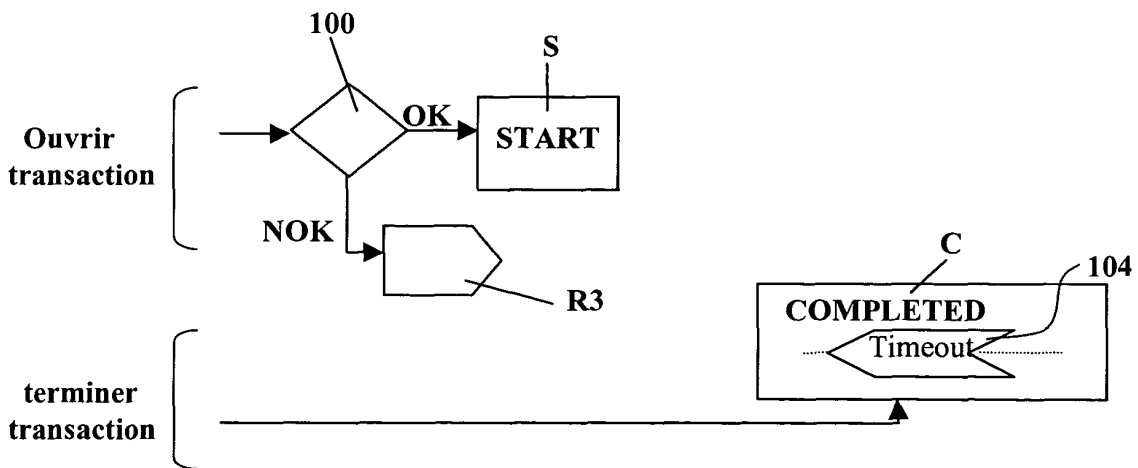 100
S
Ouvrir
transaction
OK
START
NOK
R3
C
104
COMPLETED
Timeout
terminer
transaction